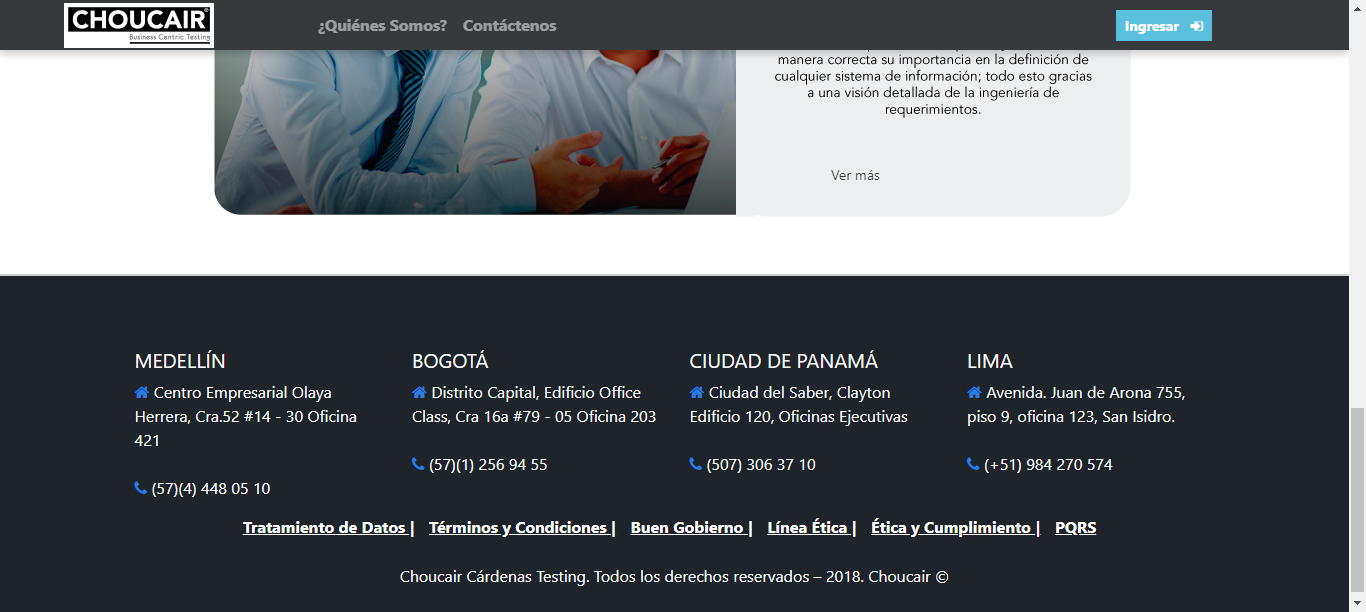 CHOUCAIR®
Business Centric Testing
¿Quiénes Somos? Contáctenos
Ingresar
manera correcta su importancia en la definición de
cualquier sistema de información; todo esto gracias
a una visión detallada de la ingeniería de
requerimientos.
Ver más
MEDELLÍN
Centro Empresarial Olaya
Herrera, Cra.52 #14 - 30 Oficina
421
(57)(4) 448 05 10
BOGOTÁ
Distrito Capital, Edificio Office
Class, Cra 16a #79 - 05 Oficina 203
(57)(1) 256 94 55
CIUDAD DE PANAMÁ
Ciudad del Saber, Clayton
Edificio 120, Oficinas Ejecutivas
(507) 306 37 10
LIMA
Avenida. Juan de Arona 755,
piso 9, oficina 123, San Isidro.
(+51) 984 270 574
Tratamiento de Datos | Términos y Condiciones | Buen Gobierno | Línea Ética | Ética y Cumplimiento | PQRS
Choucair Cárdenas Testing. Todos los derechos reservados – 2018. Choucair ©